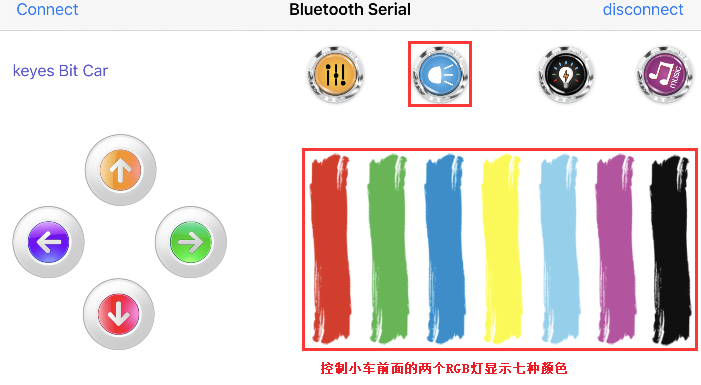 Connect
Bluetooth Serial
disconnect
keyes Bit Car
MUSIC
控制小车前面的两个RGB灯显示七种颜色